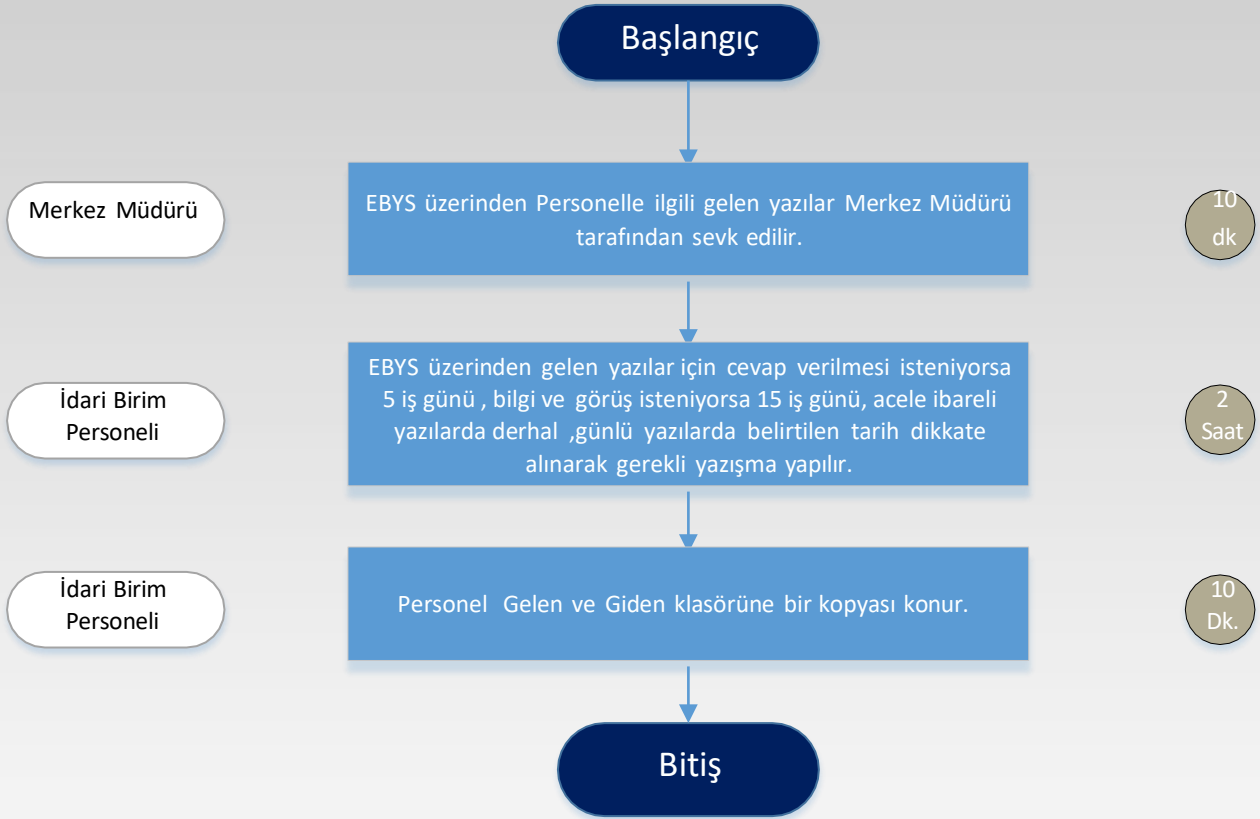 Başlangıç
Merkez Müdürü
EBYS üzerinden Personelle ilgili gelen yazılar Merkez Müdürü
tarafından sevk edilir.
10
dk
İdari Birim
Personeli
EBYS üzerinden gelen yazılar için cevap verilmesi isteniyorsa
5 iş günü , bilgi ve görüş isteniyorsa 15 iş günü, acele ibareli
yazılarda derhal ,günlü yazılarda belirtilen tarih dikkate
alınarak gerekli yazışma yapılır.
2
Saat
İdari Birim
Personeli
Personel Gelen ve Giden klasörüne bir kopyası konur.
10
Dk.
Bitiş